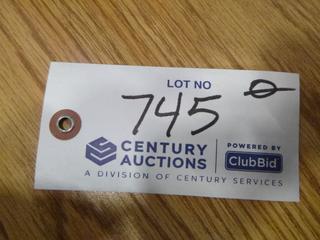 LOT NO
745
CENTURY AUCTIONS
POWERED BY
ClubBid
A DIVISION OF CENTURY SERVICES